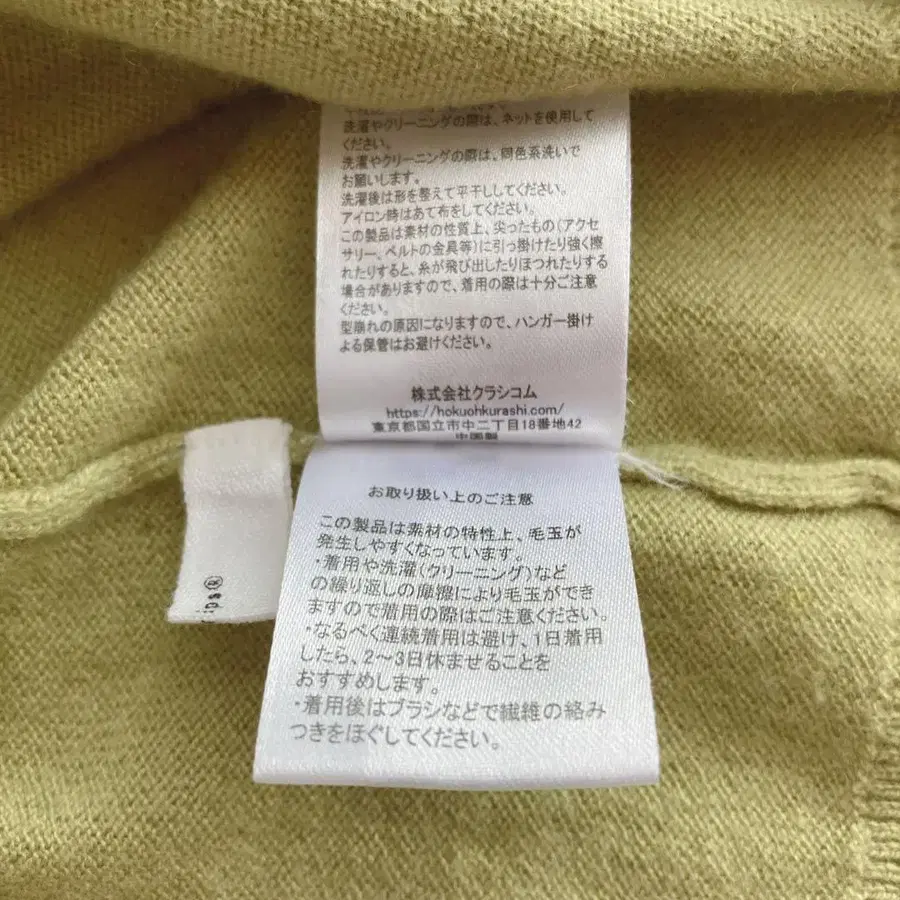 洗濯やクリーニングの際は、ネットを使用して
ください。
洗濯やクリーニングの際は、同色系洗いで
お願いします。
洗濯後は形を整えて平干ししてください。
アイロン時はあて布をしてください。
この製品は素材の性質上、尖ったもの(アクセ
サリー、ベルトの金具等)に引っ掛けたり強く擦
れたりすると、糸が飛び出したりほつれたりする
場合がありますので、着用の際は十分ご注意
ください。
型崩れの原因になりますので、ハンガー掛け
よる保管はお避けください。
株式会社クラシコム
https://hokuohkurashi.com/
東京都国立市中二丁目18番地42
中国製
お取り扱い上のご注意
この製品は素材の特性上、毛玉が
発生しやすくなっています。
・着用や洗濯(クリーニング)など
の繰り返しの摩擦により毛玉ができ
ますので着用の際はご注意ください。
・なるべく連続着用は避け、1日着用
したら、2〜3日休ませることを
おすすめします。
・着用後はブラシなどで繊維の絡み
つきをほぐしてください。